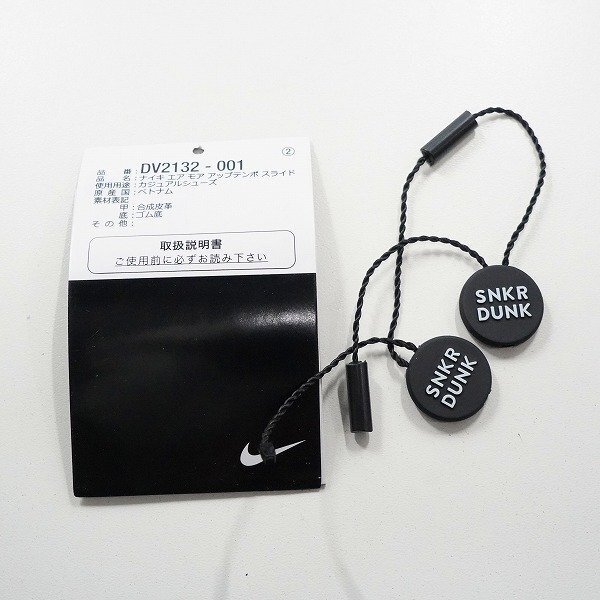 ②
品番：DV2132-001
品名：ナイキ エア モア アップテンポ スライド
使用用途：カジュアルシューズ
原産国：ベトナム
素材表記
甲：合成皮革
底：ゴム底
その他：
取扱説明書
ご使用前に必ずお読み下さい
SNKR
DUNK
SNKR
DUNK